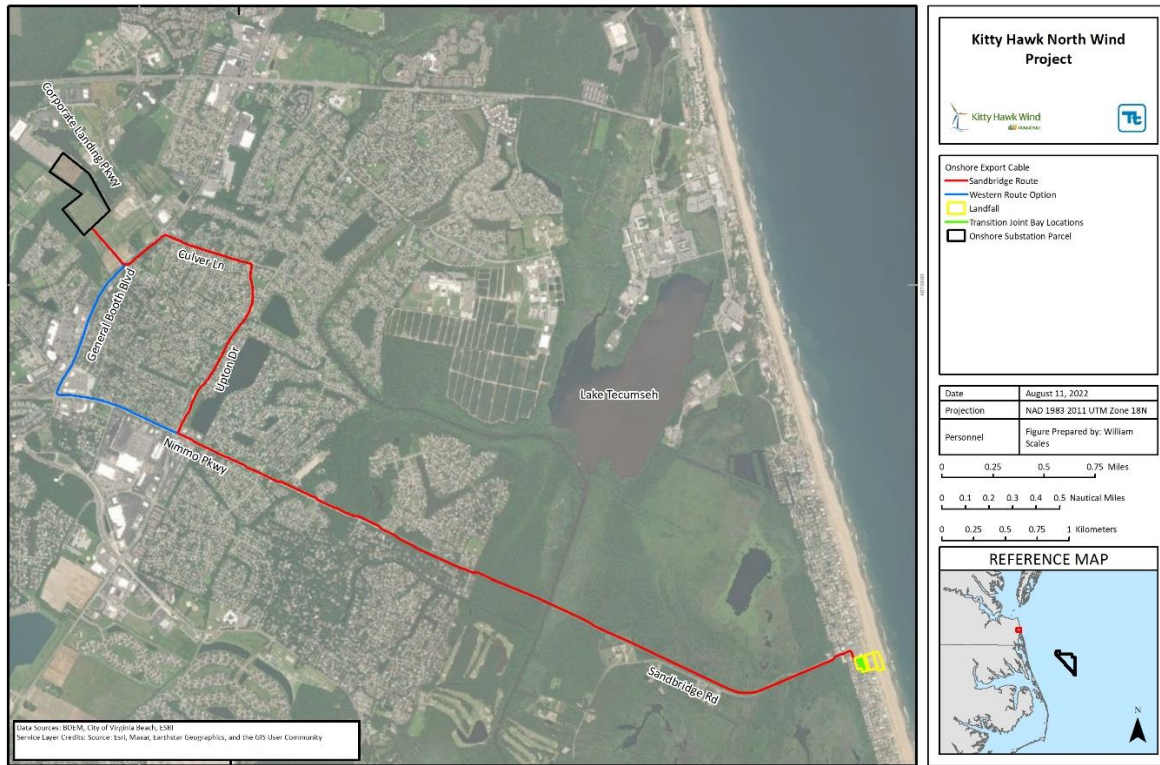 Corporate Landing Pkwy
Culver Ln
General Booth Blvd
Upton Dr
Nimmo Pkwy
Lake Tecumseh
Sandbridge Rd
Data Sources: BOEM, City of Virginia Beach, ESRI
Service Layer Credits: Source: Esri, Maxar, Earthstar Geographics, and the GIS User Community
Kitty Hawk North Wind
Project
Kitty Hawk Wind
Tt
Onshore Export Cable
Sandbridge Route
Western Route Option
Landfall
Transition Joint Bay Locations
Onshore Substation Parcel
Date August 11, 2022
Projection NAD 1983 2011 UTM Zone 18N
Personnel Figure Prepared by: William
Scales
0 0.25 0.5 0.75 Miles
0 0.1 0.2 0.3 0.4 0.5 Nautical Miles
0 0.25 0.5 0.75 1 Kilometers
REFERENCE MAP
N